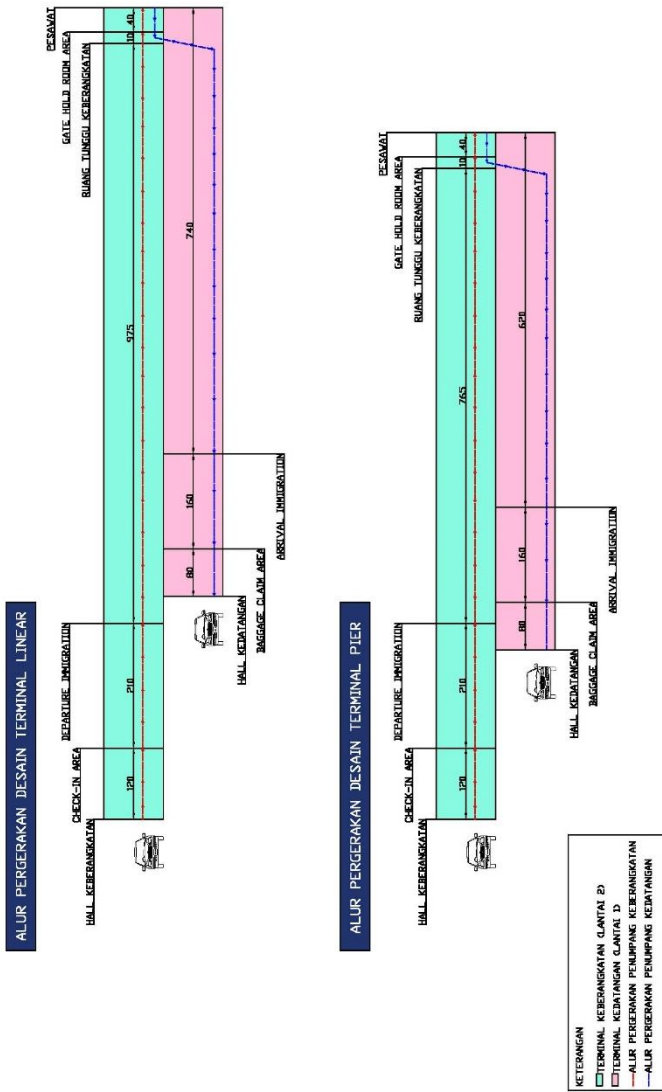 ALUR PERGERAKAN DESAIN TERMINAL LINEAR
HALL KEBERANGKATAN
CHECK-IN AREA
DEPARTURE IMMIGRATION
RUANG TUNGGU KEBERANGKATAN
GATE HOLD ROOM AREA
PESAWAT
120
210
975
10
40
80
160
740
HALL KEDATANGAN
BAGGAGE CLAIM AREA
ARRIVAL IMMIGRATION
ALUR PERGERAKAN DESAIN TERMINAL PIER
HALL KEBERANGKATAN
CHECK-IN AREA
DEPARTURE IMMIGRATION
RUANG TUNGGU KEBERANGKATAN
GATE HOLD ROOM AREA
PESAWAT
120
210
765
10
40
80
160
620
HALL KEDATANGAN
BAGGAGE CLAIM AREA
ARRIVAL IMMIGRATION
KETERANGAN
TERMINAL KEBERANGKATAN (LANTAI 2)
TERMINAL KEDATANGAN (LANTAI 1)
ALUR PERGERAKAN PENUMPANG KEBERANGKATAN
ALUR PERGERAKAN PENUMPANG KEDATANGAN